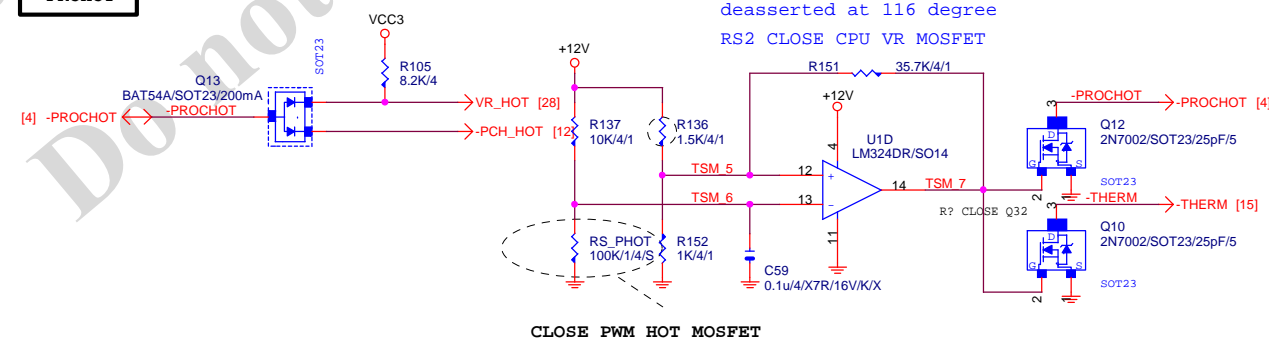 deasserted at 116 degree
RS2 CLOSE CPU VR MOSFET
VCC3
SOT23
R105
8.2K/4
Q13
BAT54A/SOT23/200mA
[4] -PROCHOT
-PROCHOT
VR_HOT [28]
-PCH_HOT [12]
+12V
R137
10K/4/1
R136
1.5K/4/1
R151
35.7K/4/1
+12V
U1D
LM324DR/SO14
4
TSM_5
12
+
TSM_6
13
-
14
TSM_7
11
R? CLOSE Q32
RS_PHOT
100K/1/4/S
R152
1K/4/1
C59
0.1u/4/X7R/16V/K/X
3
-PROCHOT
-PROCHOT [4]
Q12
2N7002/SOT23/25pF/5
D
G
S
SOT23
2
1
3
-THERM
-THERM [15]
Q10
2N7002/SOT23/25pF/5
D
G
S
SOT23
2
1
CLOSE PWM HOT MOSFET
Do no